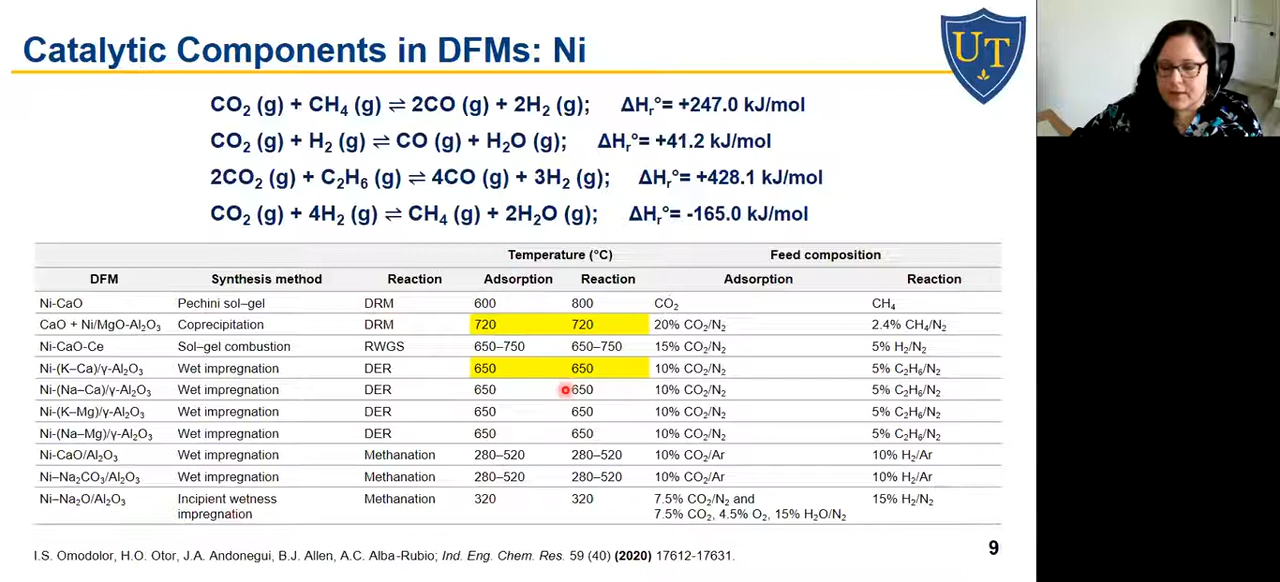 Catalytic Components in DFMs: Ni
UT
CO₂ (g) + CH₄ (g) ⇌ 2CO (g) + 2H₂ (g); ΔHᵣ°= +247.0 kJ/mol
CO₂ (g) + H₂ (g) ⇌ CO (g) + H₂O (g); ΔHᵣ°= +41.2 kJ/mol
2CO₂ (g) + C₂H₆ (g) ⇌ 4CO (g) + 3H₂ (g); ΔHᵣ°= +428.1 kJ/mol
CO₂ (g) + 4H₂ (g) ⇌ CH₄ (g) + 2H₂O (g); ΔHᵣ°= -165.0 kJ/mol
Temperature (°C) Feed composition
DFM Synthesis method Reaction Adsorption Reaction Adsorption Reaction
Ni-CaO Pechini sol–gel DRM 600 800 CO₂ CH₄
CaO + Ni/MgO-Al₂O₃ Coprecipitation DRM 720 720 20% CO₂/N₂ 2.4% CH₄/N₂
Ni-CaO-Ce Sol–gel combustion RWGS 650–750 650–750 15% CO₂/N₂ 5% H₂/N₂
Ni-(K–Ca)/γ-Al₂O₃ Wet impregnation DER 650 650 10% CO₂/N₂ 5% C₂H₆/N₂
Ni-(Na–Ca)/γ-Al₂O₃ Wet impregnation DER 650 650 10% CO₂/N₂ 5% C₂H₆/N₂
Ni-(K–Mg)/γ-Al₂O₃ Wet impregnation DER 650 650 10% CO₂/N₂ 5% C₂H₆/N₂
Ni-(Na–Mg)/γ-Al₂O₃ Wet impregnation DER 650 650 10% CO₂/N₂ 5% C₂H₆/N₂
Ni-CaO/Al₂O₃ Wet impregnation Methanation 280–520 280–520 10% CO₂/Ar 10% H₂/Ar
Ni–Na₂CO₃/Al₂O₃ Wet impregnation Methanation 280–520 280–520 10% CO₂/Ar 10% H₂/Ar
Ni–Na₂O/Al₂O₃ Incipient wetness Methanation 320 320 7.5% CO₂/N₂ and 15% H₂/N₂
impregnation 7.5% CO₂, 4.5% O₂, 15% H₂O/N₂
I.S. Omodolor, H.O. Otor, J.A. Andonegui, B.J. Allen, A.C. Alba-Rubio; Ind. Eng. Chem. Res. 59 (40) (2020) 17612-17631.
9